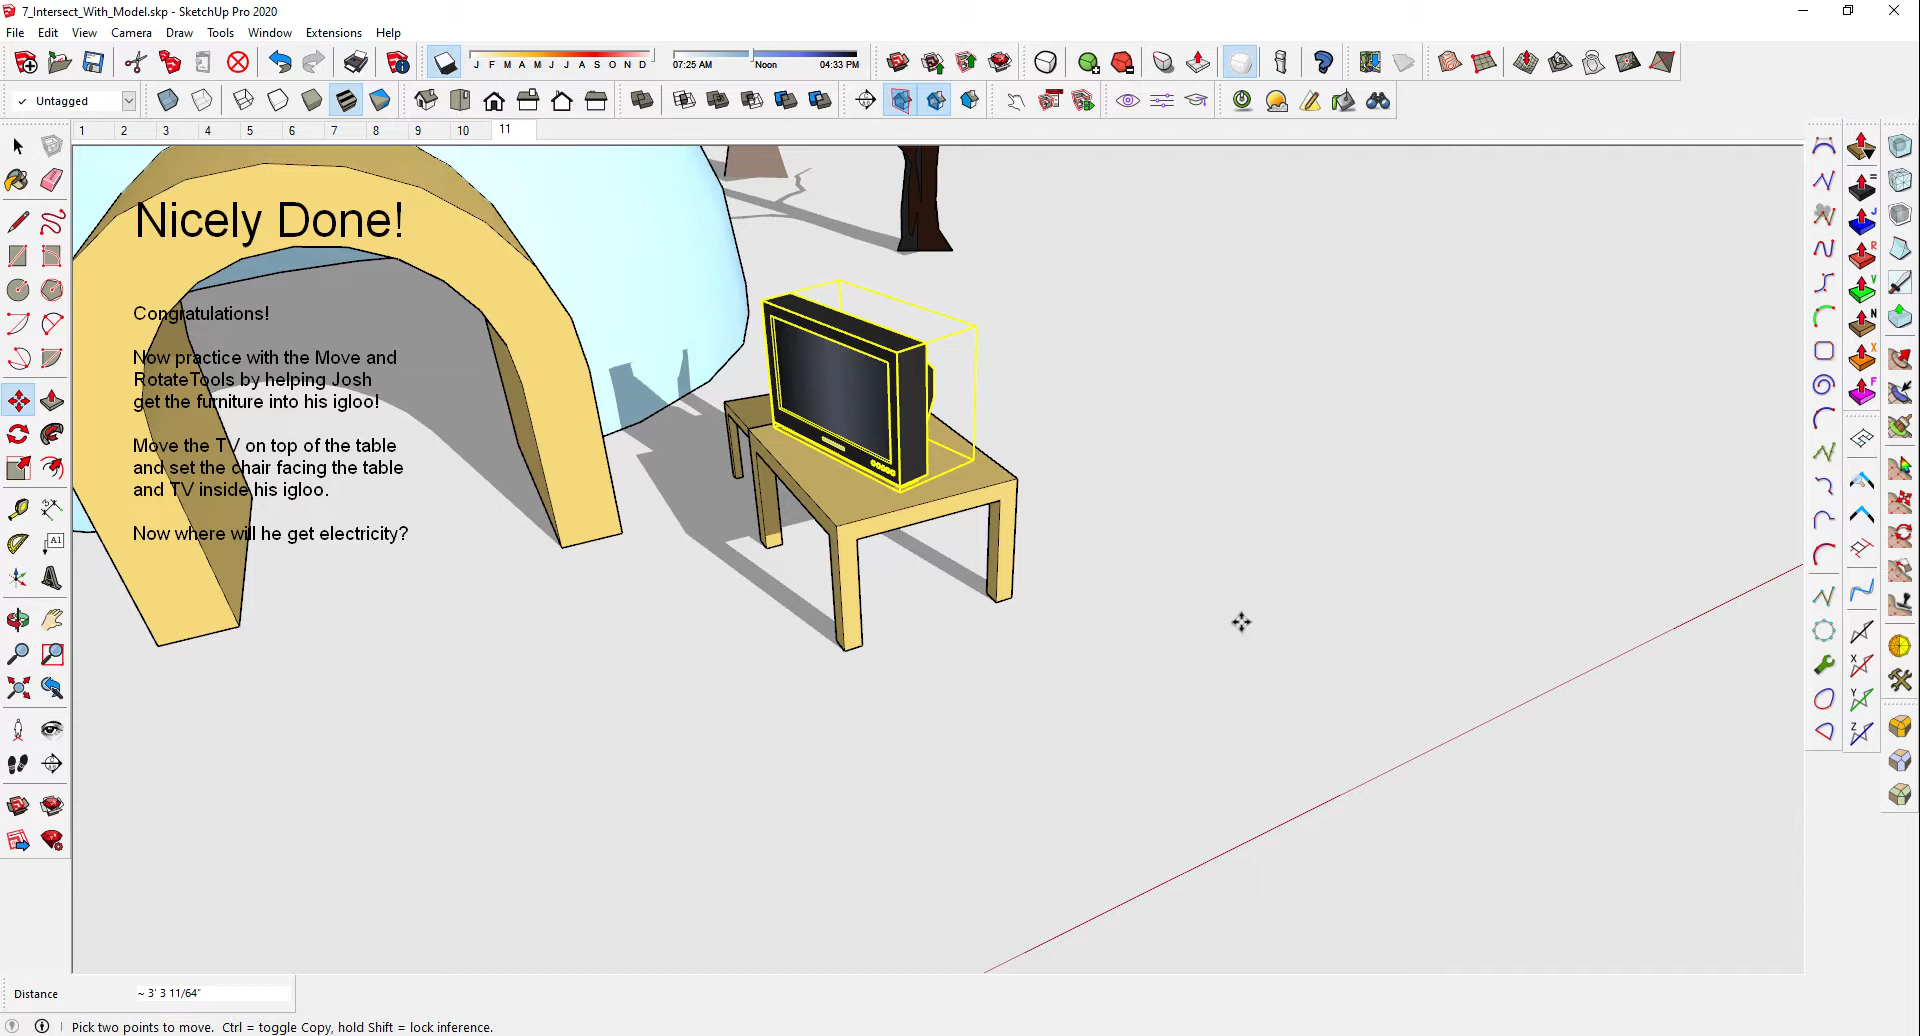 7_Intersect_With_Model.skp - SketchUp Pro 2020
File Edit View Camera Draw Tools Window Extensions Help
J F M A M J J A S O N D
07:25 AM Noon 04:33 PM
Untagged
1 2 3 4 5 6 7 8 9 10 11
Nicely Done!
Congratulations!
Now practice with the Move and
RotateTools by helping Josh
get the furniture into his igloo!
Move the TV on top of the table
and set the chair facing the table
and TV inside his igloo.
Now where will he get electricity?
A1
=
J
R
V
N
X
F
X
Y
Z
Distance ~ 3' 3 11/64"
Pick two points to move. Ctrl = toggle Copy, hold Shift = lock inference.